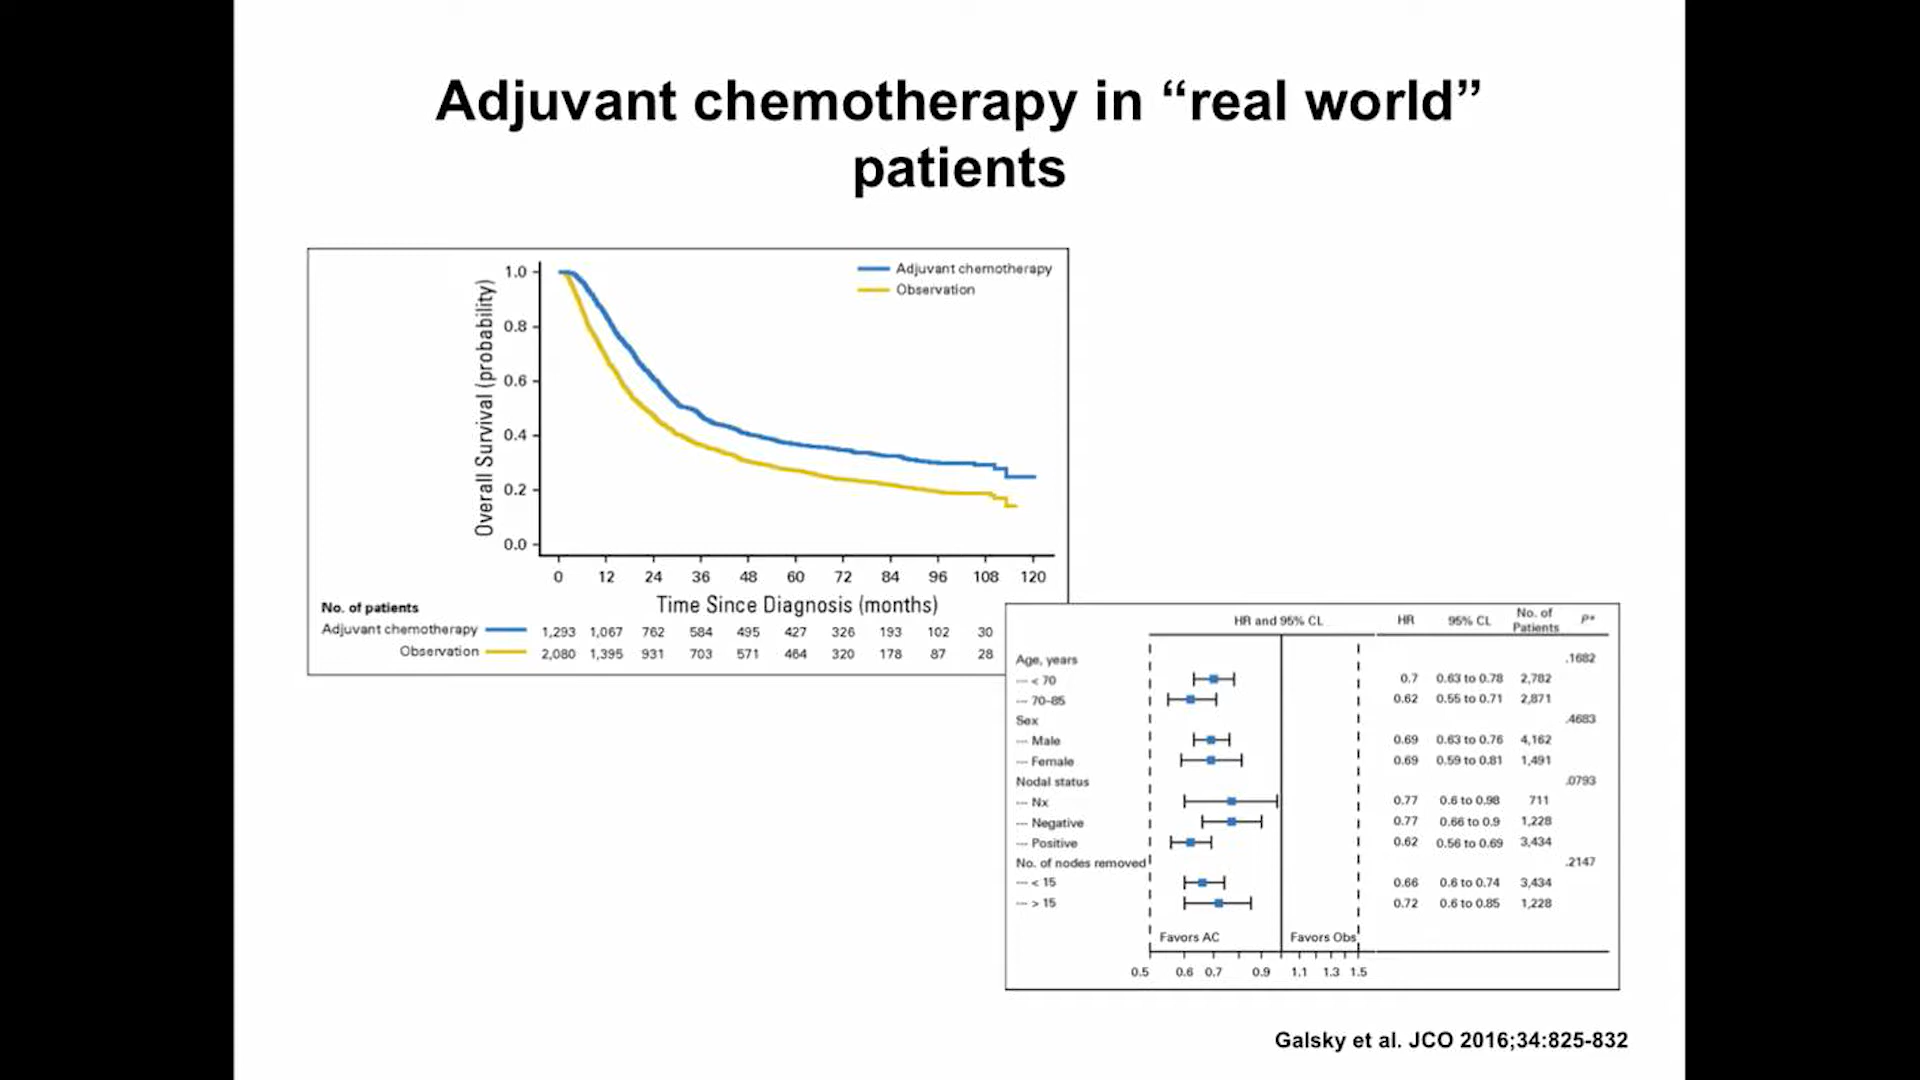 Adjuvant chemotherapy in “real world”
patients
Overall Survival (probability)
1.0
0.8
0.6
0.4
0.2
0.0
Adjuvant chemotherapy
Observation
0 12 24 36 48 60 72 84 96 108 120
Time Since Diagnosis (months)
No. of patients
Adjuvant chemotherapy 1,293 1,067 762 584 495 427 326 193 102 30
Observation 2,080 1,395 931 703 571 464 320 178 87 28
HR and 95% CL HR 95% CL No. of Patients P*
Age, years .1682
--- < 70 0.7 0.63 to 0.78 2,782
--- 70-85 0.62 0.55 to 0.71 2,871
Sex .4683
--- Male 0.69 0.63 to 0.76 4,162
--- Female 0.69 0.59 to 0.81 1,491
Nodal status .0793
--- Nx 0.77 0.6 to 0.98 711
--- Negative 0.77 0.66 to 0.9 1,228
--- Positive 0.62 0.56 to 0.69 3,434
No. of nodes removed .2147
--- < 15 0.66 0.6 to 0.74 3,434
--- > 15 0.72 0.6 to 0.85 1,228
Favors AC Favors Obs
0.5 0.6 0.7 0.9 1.1 1.3 1.5
Galsky et al. JCO 2016;34:825-832